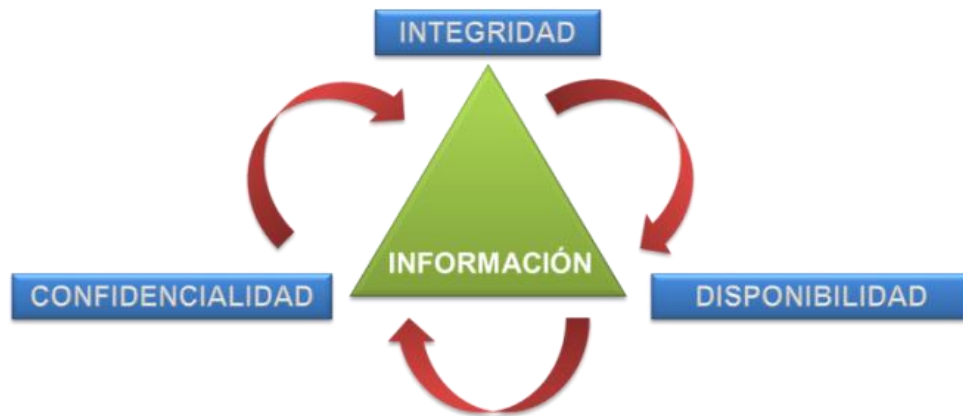 INTEGRIDAD
INFORMACIÓN
CONFIDENCIALIDAD
DISPONIBILIDAD